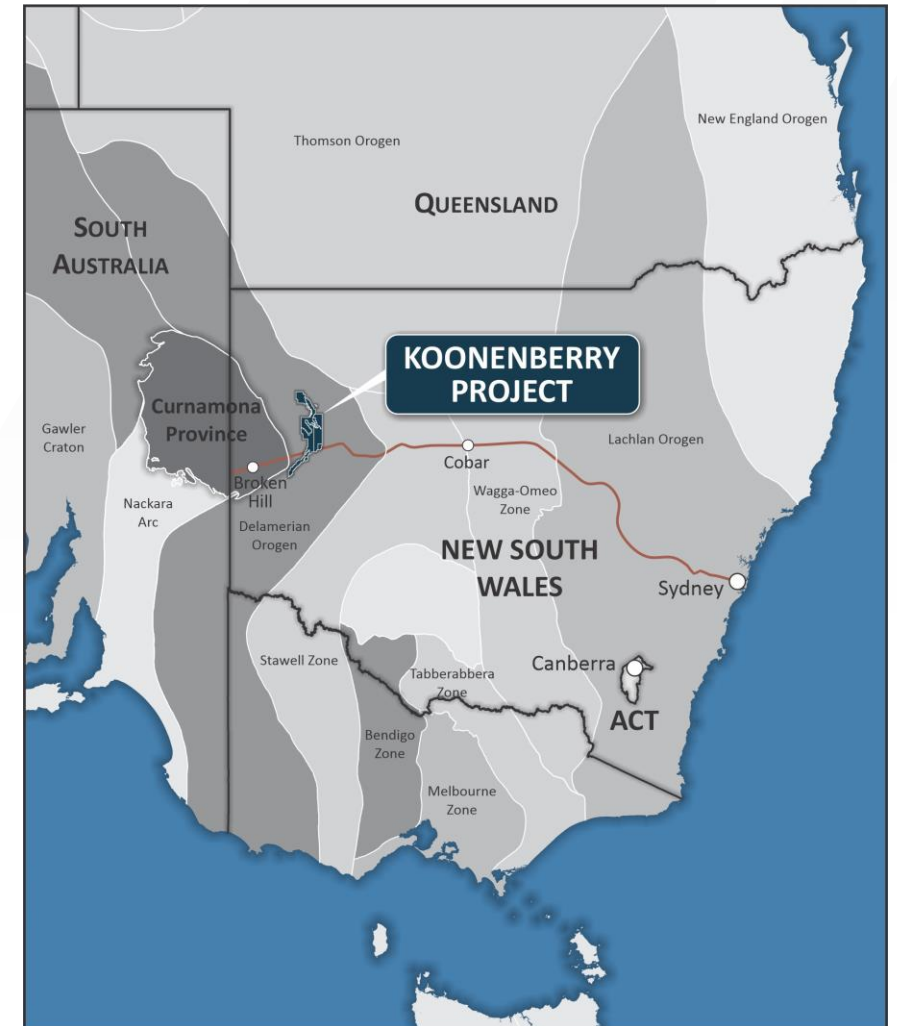 New England Orogen
Thomson Orogen
QUEENSLAND
SOUTH
AUSTRALIA
KOONENBERRY
PROJECT
Curnamona
Province
Gawler
Craton
Lachlan Orogen
Cobar
Broken
Hill
Wagga-Omeo
Zone
Nackara
Arc
Delamerian
Orogen
NEW SOUTH
WALES
Sydney
Stawell Zone
Canberra
Tabberabbera
Zone
ACT
Bendigo
Zone
Melbourne
Zone